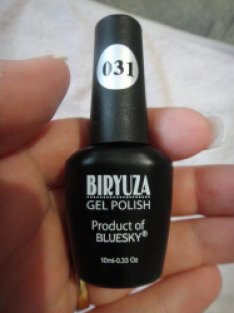 031
BIRYUZA
GEL POLISH
Product of
BLUESKY®
10ml-0.33 Oz